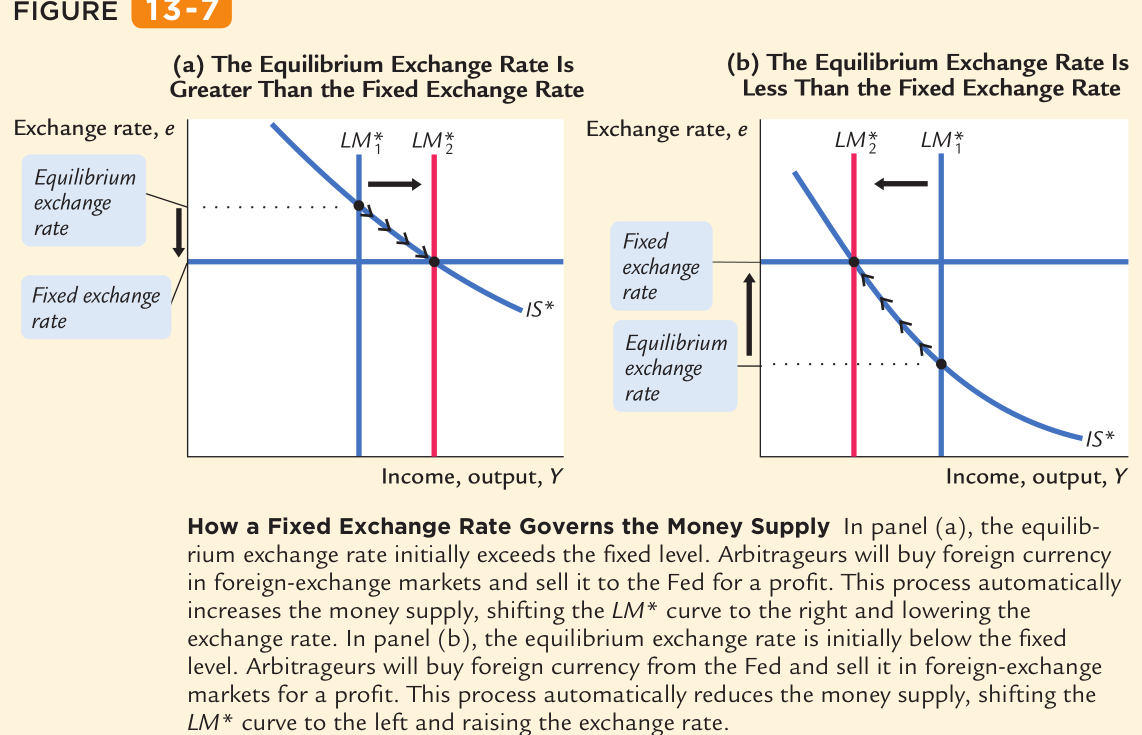 FIGURE 13-7
(a) The Equilibrium Exchange Rate Is
Greater Than the Fixed Exchange Rate
Exchange rate, e
LM*1
LM*2
Equilibrium
exchange
rate
Fixed exchange
rate
IS*
Income, output, Y
(b) The Equilibrium Exchange Rate Is
Less Than the Fixed Exchange Rate
Exchange rate, e
LM*2
LM*1
Fixed
exchange
rate
Equilibrium
exchange
rate
IS*
Income, output, Y
How a Fixed Exchange Rate Governs the Money Supply In panel (a), the equilib-
rium exchange rate initially exceeds the fixed level. Arbitrageurs will buy foreign currency
in foreign-exchange markets and sell it to the Fed for a profit. This process automatically
increases the money supply, shifting the LM* curve to the right and lowering the
exchange rate. In panel (b), the equilibrium exchange rate is initially below the fixed
level. Arbitrageurs will buy foreign currency from the Fed and sell it in foreign-exchange
markets for a profit. This process automatically reduces the money supply, shifting the
LM* curve to the left and raising the exchange rate.